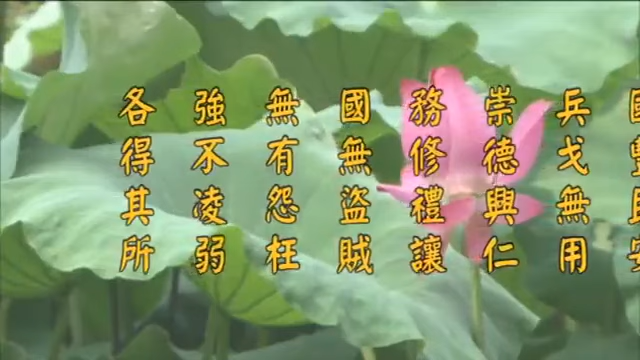 兵戈無用
崇德興仁
務修禮讓
國無盜賊
無有怨枉
強不凌弱
各得其所